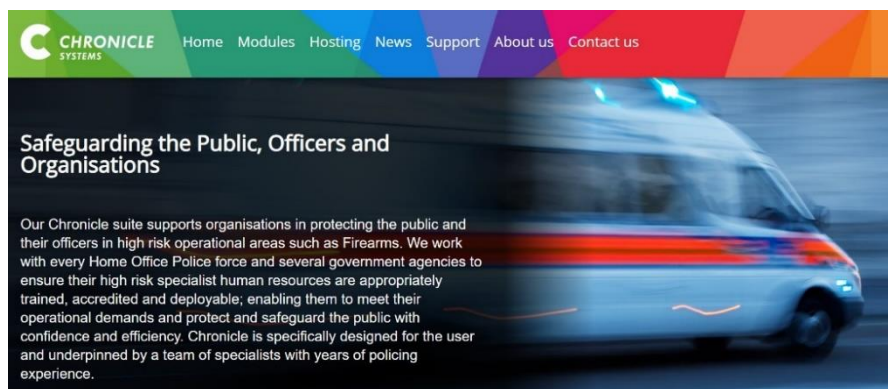 CHRONICLE
SYSTEMS
Home Modules Hosting News Support About us Contact us
Safeguarding the Public, Officers and
Organisations
Our Chronicle suite supports organisations in protecting the public and
their officers in high risk operational areas such as Firearms. We work
with every Home Office Police force and several government agencies to
ensure their high risk specialist human resources are appropriately
trained, accredited and deployable; enabling them to meet their
operational demands and protect and safeguard the public with
confidence and efficiency. Chronicle is specifically designed for the user
and underpinned by a team of specialists with years of policing
experience.